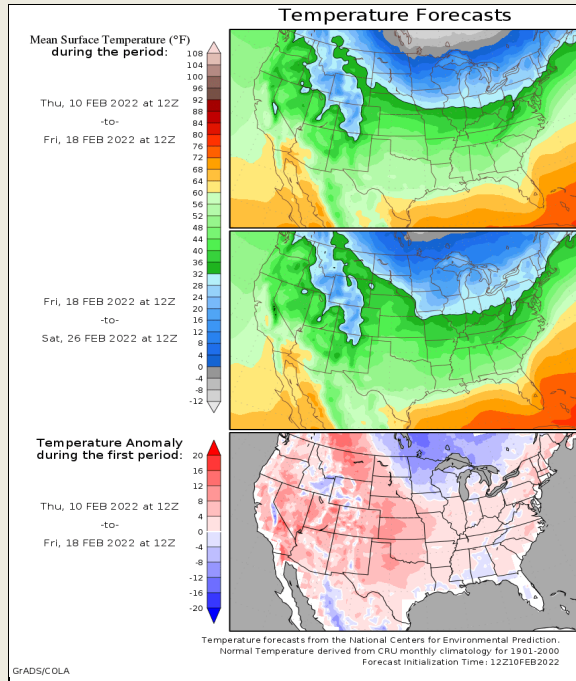 Temperature Forecasts
Mean Surface Temperature (°F)
during the period:
Thu, 10 FEB 2022 at 12Z
-to-
Fri, 18 FEB 2022 at 12Z
108
104
100
96
92
88
84
80
76
72
68
64
60
56
52
48
44
40
36
32
28
24
20
16
12
8
4
0
-4
-8
-12
Fri, 18 FEB 2022 at 12Z
-to-
Sat, 26 FEB 2022 at 12Z
Temperature Anomaly
during the first period:
Thu, 10 FEB 2022 at 12Z
-to-
Fri, 18 FEB 2022 at 12Z
20
16
12
8
4
0
-4
-8
-12
-16
-20
Temperature forecasts from the National Centers for Environmental Prediction.
Normal Temperature derived from CRU monthly climatology for 1901-2000
Forecast Initialization Time: 12Z10FEB2022
GrADS/COLA